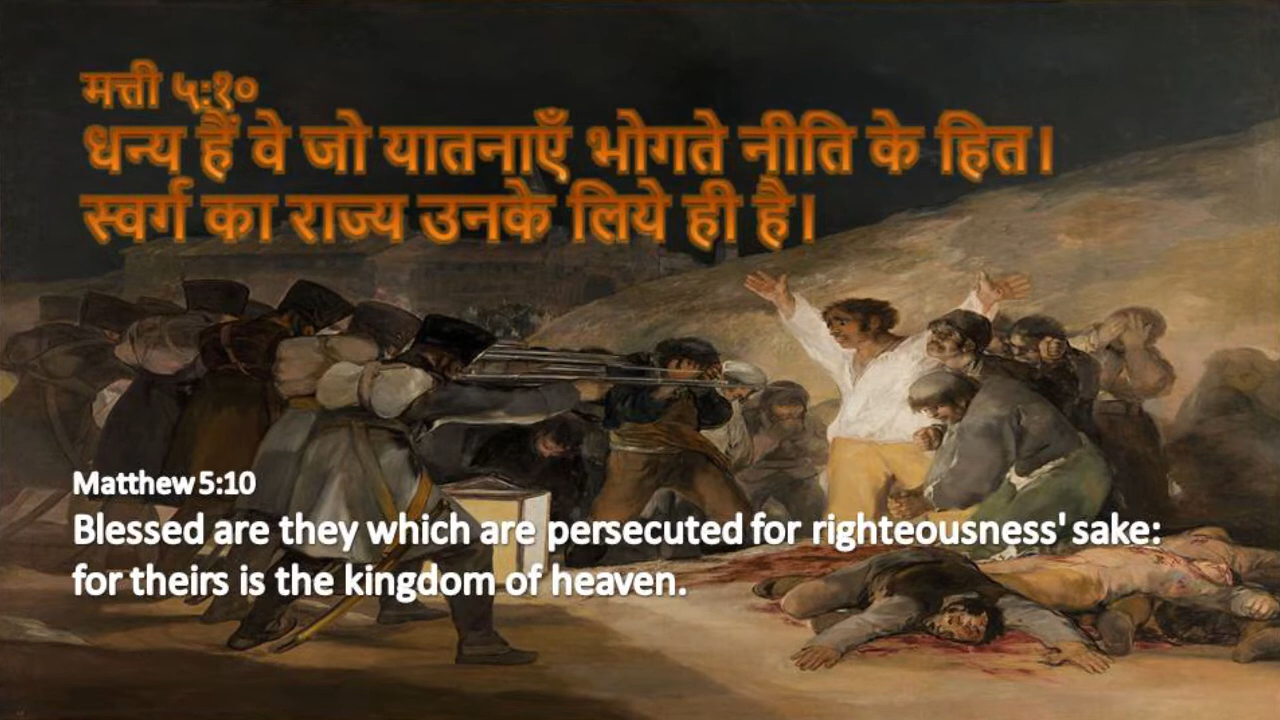 मत्ती ५:१०
धन्य हैं वे जो यातनाएँ भोगते नीति के हित।
स्वर्ग का राज्य उनके लिये ही है।
Matthew 5:10
Blessed are they which are persecuted for righteousness' sake:
for theirs is the kingdom of heaven.